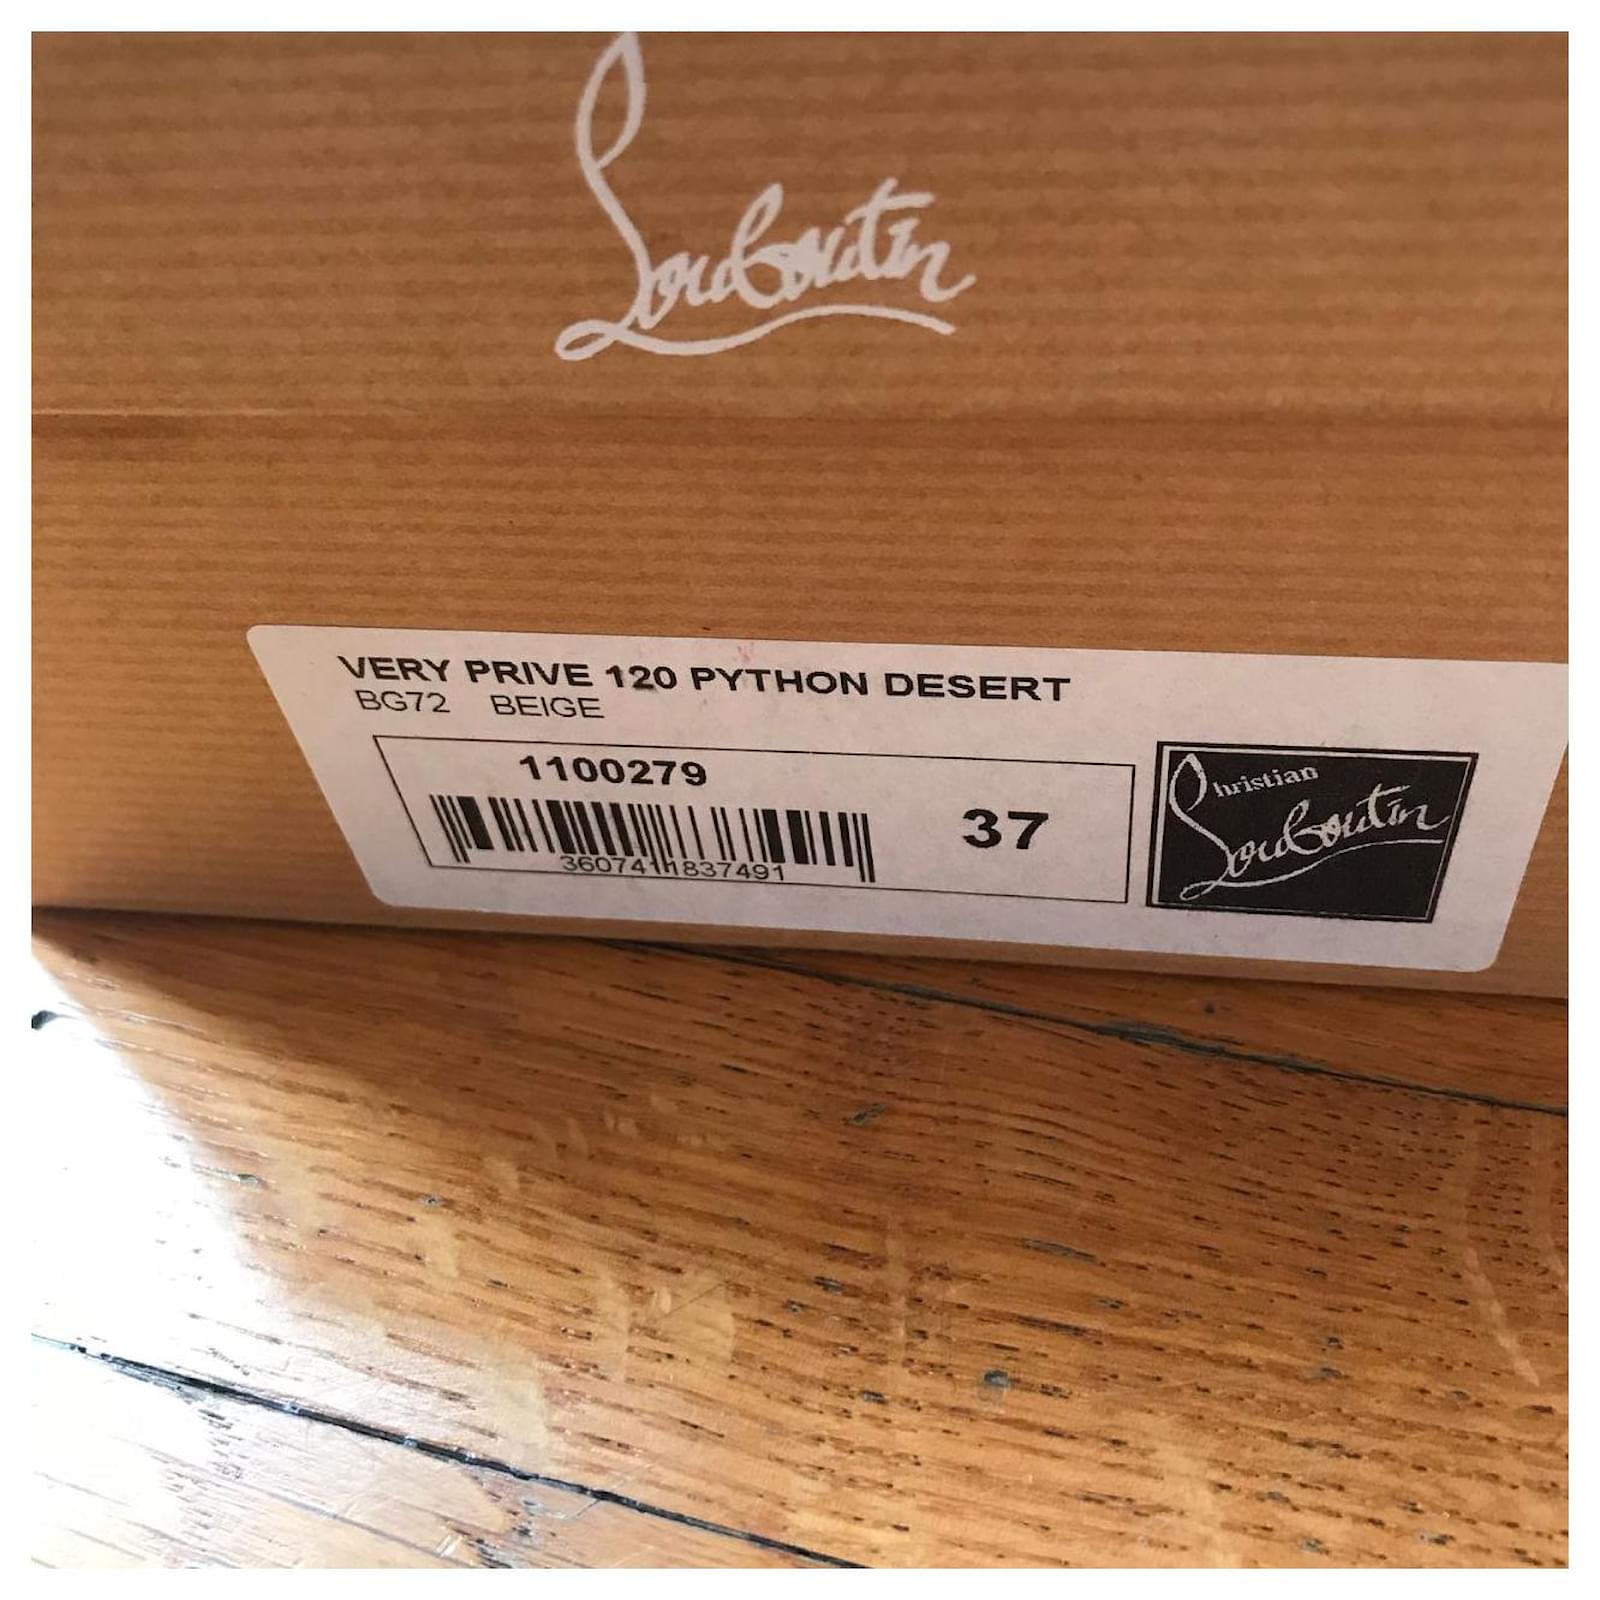 Louboutin
VERY PRIVE 120 PYTHON DESERT
BG72 BEIGE
1100279
3607411837491
37
Christian
Louboutin